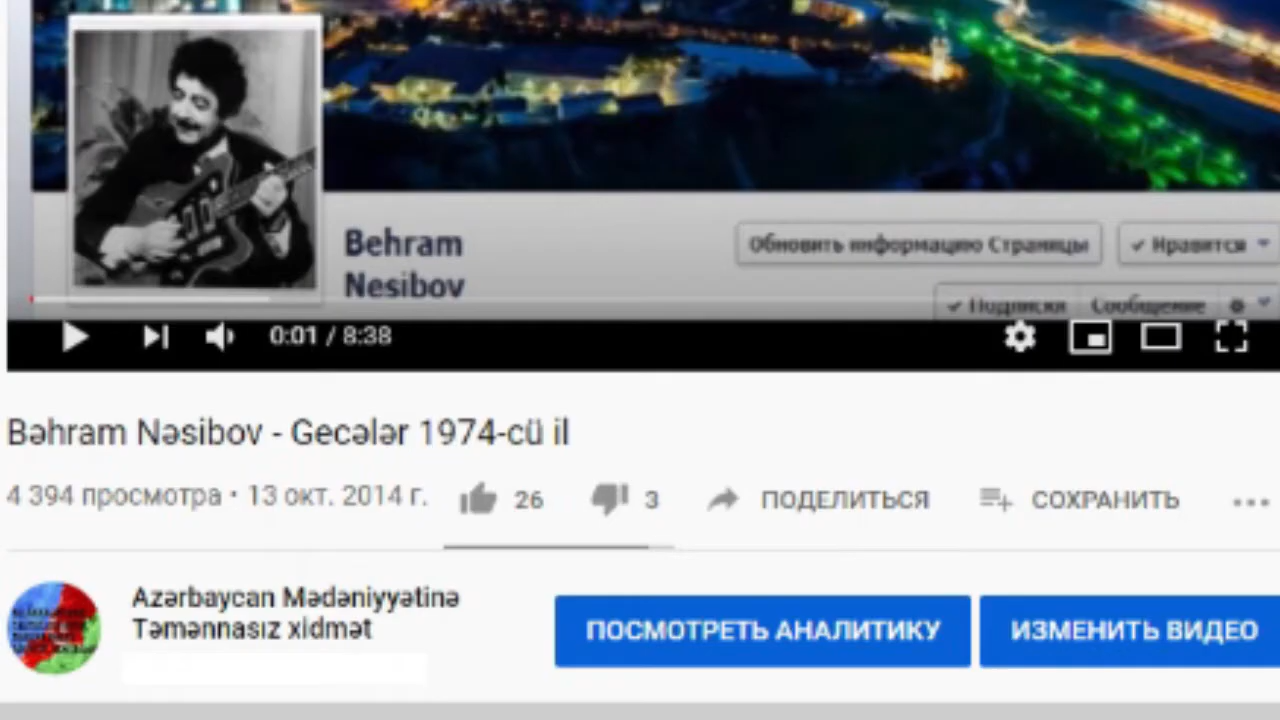 Behram
Nesibov
Обновить информацию Страницы
Нравится
Подписки Сообщение
0:01 / 8:38
Bəhram Nəsibov - Gecələr 1974-cü il
4 394 просмотра • 13 окт. 2014 г.
26
3
ПОДЕЛИТЬСЯ
СОХРАНИТЬ
Azərbaycan Mədəniyyətinə
Təmənnasız xidmət
ПОСМОТРЕТЬ АНАЛИТИКУ
ИЗМЕНИТЬ ВИДЕО